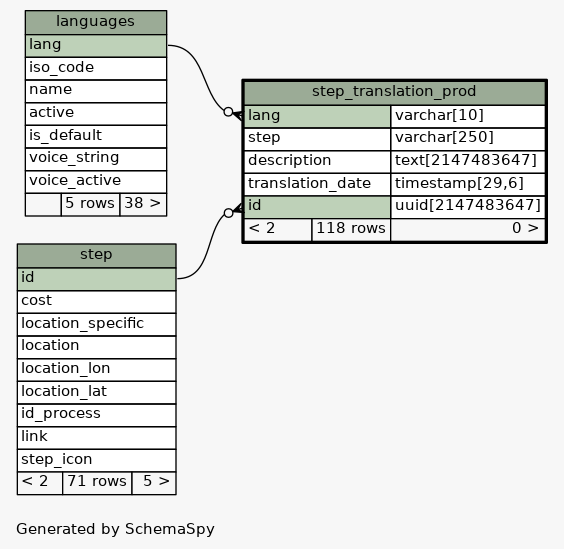 languages
lang
iso_code
name
active
is_default
voice_string
voice_active
5 rows 38 >
step_translation_prod
lang varchar[10]
step varchar[250]
description text[2147483647]
translation_date timestamp[29,6]
id uuid[2147483647]
< 2 118 rows 0 >
step
id
cost
location_specific
location
location_lon
location_lat
id_process
link
step_icon
< 2 71 rows 5 >
Generated by SchemaSpy